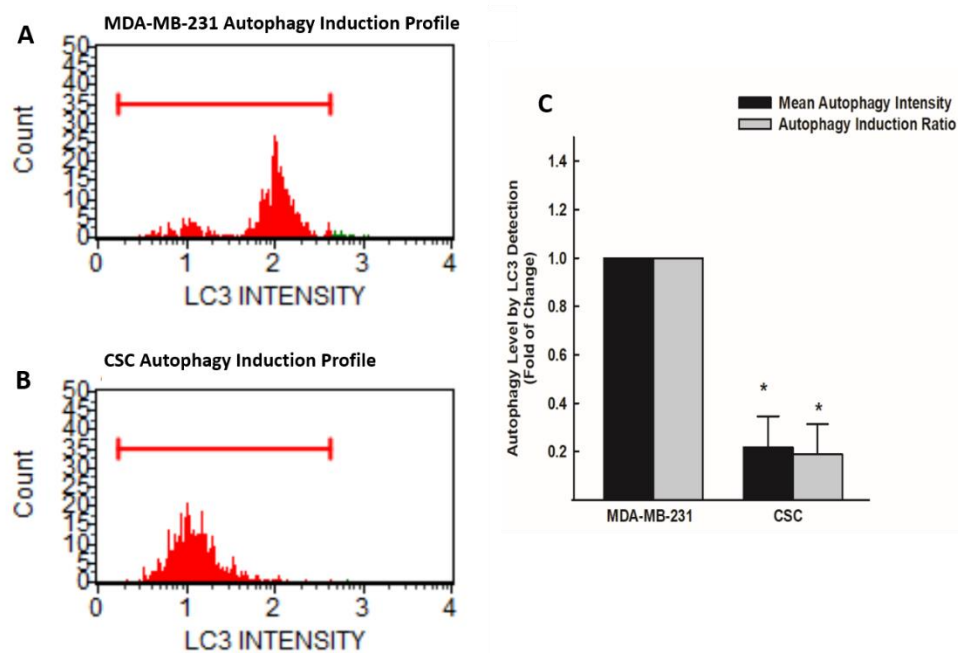 A
MDA-MB-231 Autophagy Induction Profile
50
45
40
35
30
25
20
15
10
5
0
Count
0 1 2 3 4
LC3 INTENSITY
B
CSC Autophagy Induction Profile
50
45
40
35
30
25
20
15
10
5
0
Count
0 1 2 3 4
LC3 INTENSITY
C
Mean Autophagy Intensity
Autophagy Induction Ratio
Autophagy Level by LC3 Detection
(Fold of Change)
1.4
1.2
1.0
0.8
0.6
0.4
0.2
* *
MDA-MB-231 CSC